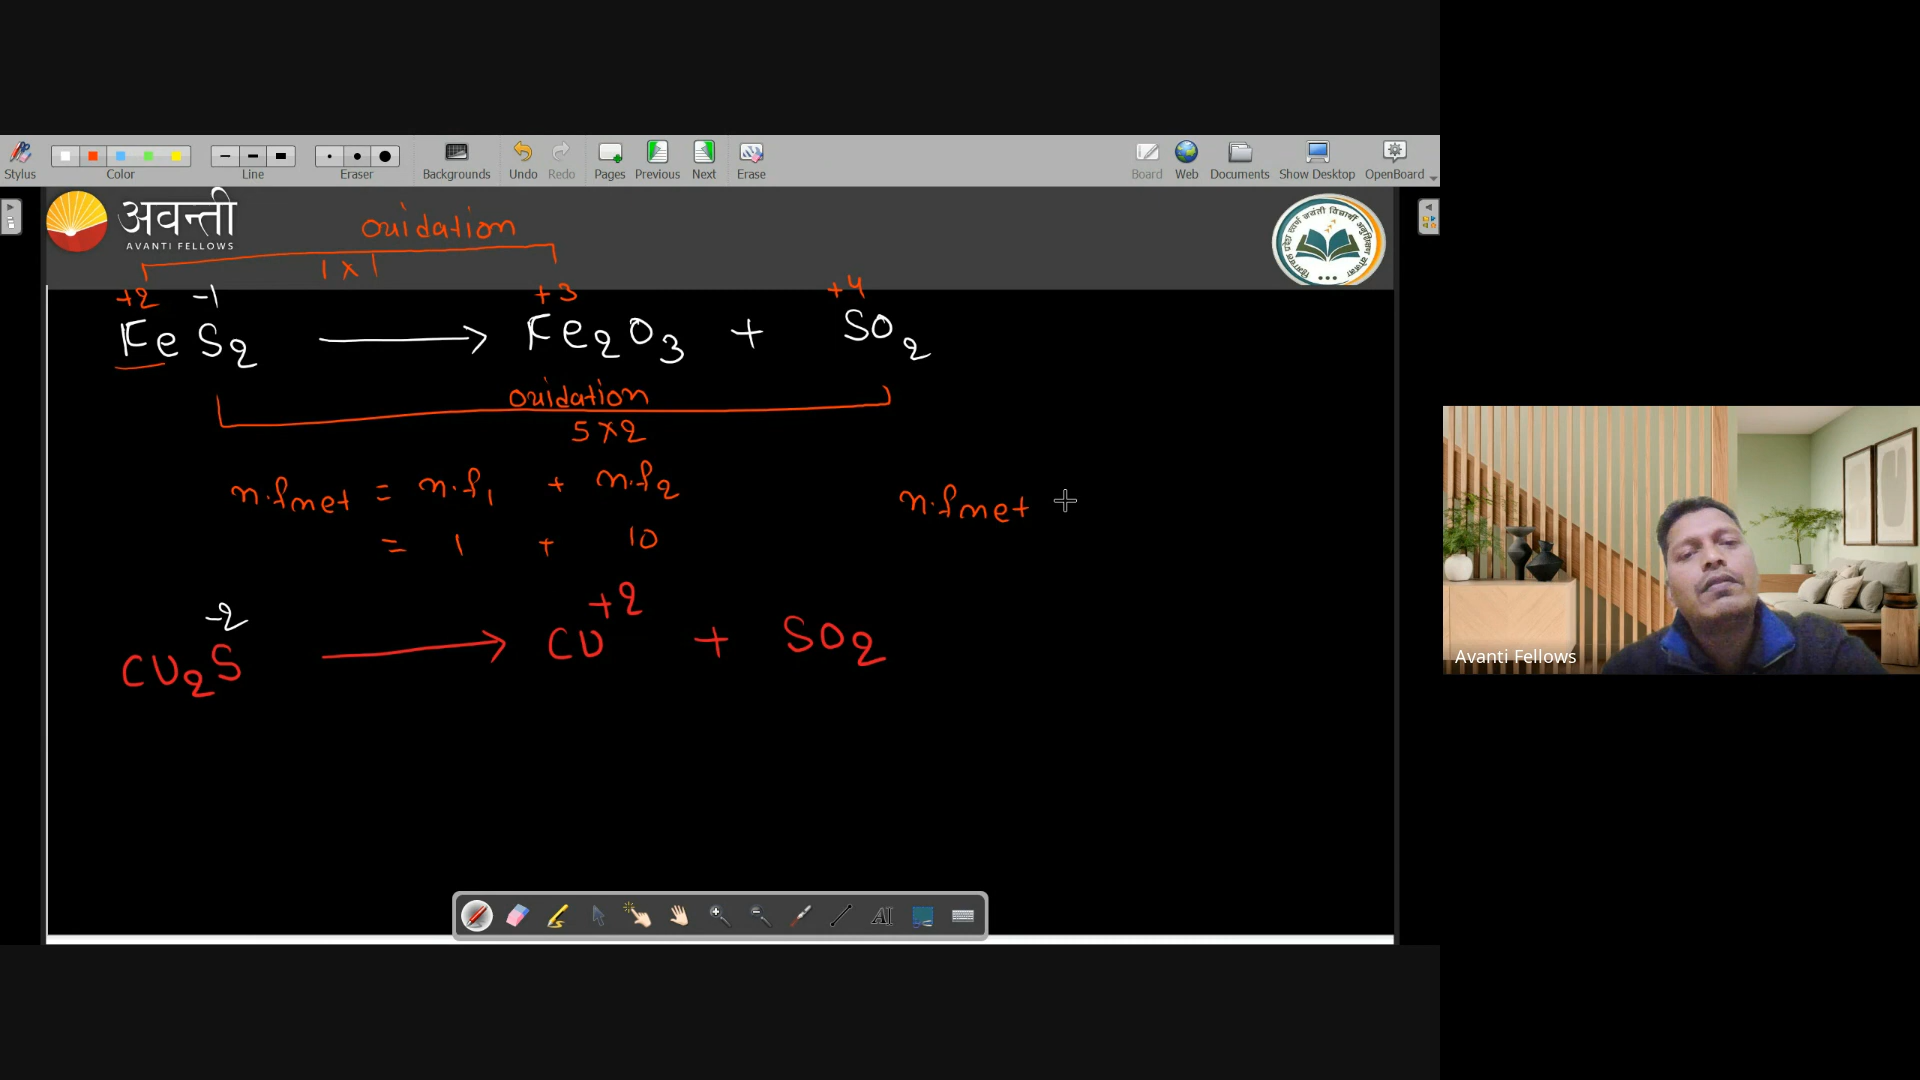 Stylus Color Line Eraser Backgrounds Undo Redo Pages Previous Next Erase Board Web Documents Show Desktop OpenBoard
अवन्ती
AVANTI FELLOWS
oxidation
1 x 1
+2 -1 +3 +4
FeS2 → Fe2O3 + SO2
oxidation
5 x 2
n.fnet = n.f1 + n.f2
= 1 + 10
n.fnet
-2 +2
CU2S → CU + SO2
Avanti Fellows